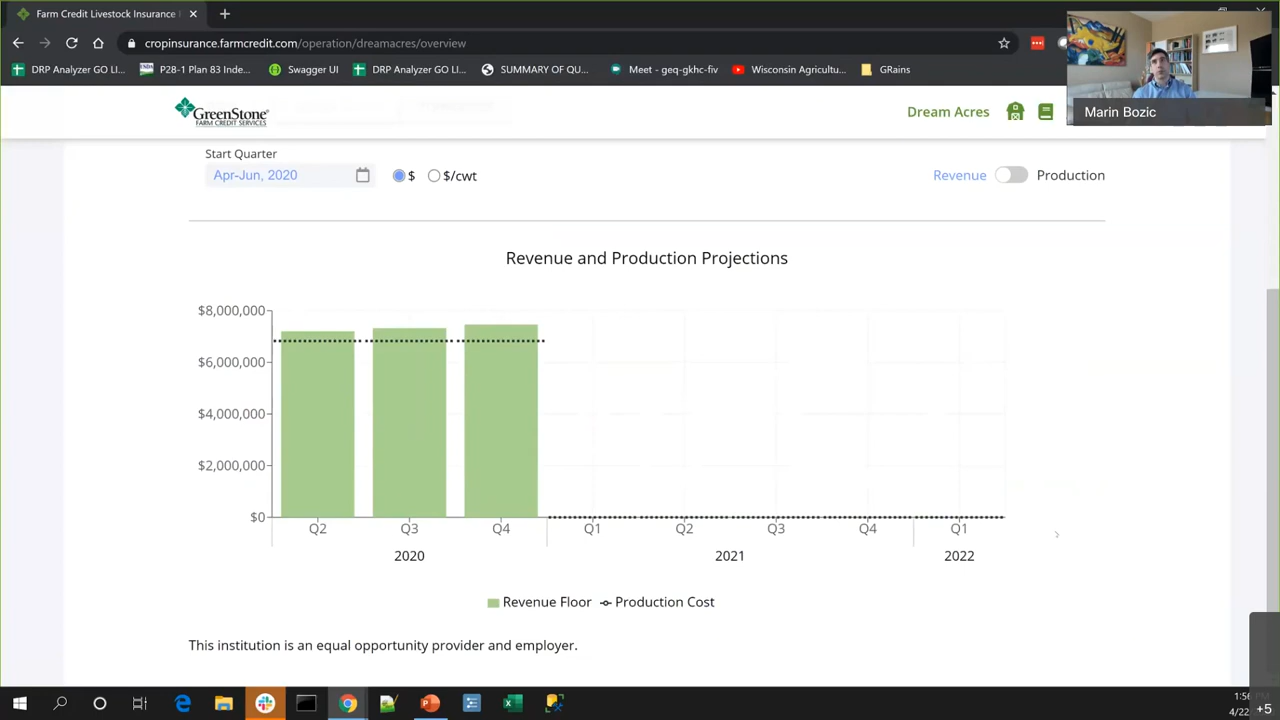 Farm Credit Livestock Insurance
cropinsurance.farmcredit.com/operation/dreamacres/overview
DRP Analyzer GO LI...
P28-1 Plan 83 Inde...
Swagger UI
DRP Analyzer GO LI...
SUMMARY OF QU...
Meet - geq-gkhc-fiv
Wisconsin Agricultu...
GRains
GreenStone
FARM CREDIT SERVICES
Dream Acres
Marin Bozic
Start Quarter
Apr-Jun, 2020
$
$/cwt
Revenue
Production
Revenue and Production Projections
$8,000,000
$6,000,000
$4,000,000
$2,000,000
$0
Q2 Q3 Q4 Q1 Q2 Q3 Q4 Q1
2020 2021 2022
Revenue Floor Production Cost
This institution is an equal opportunity provider and employer.
+5